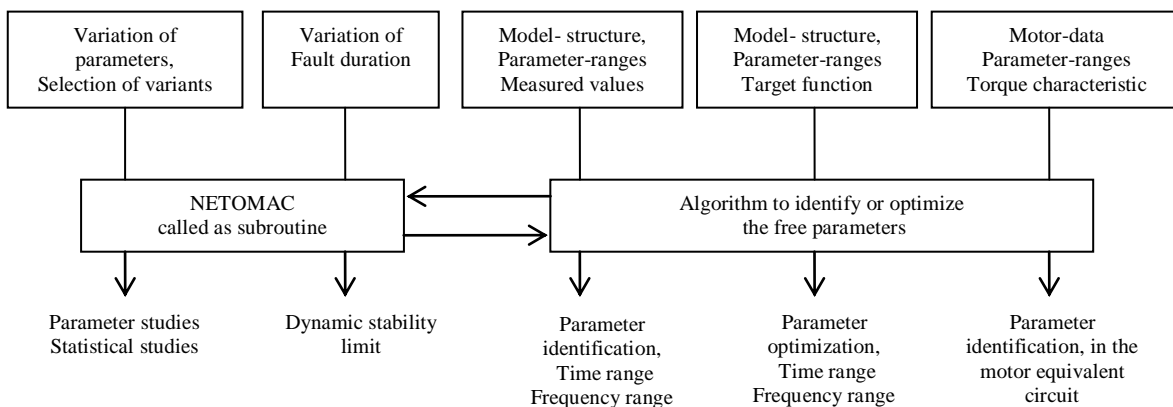 Variation of
parameters,
Selection of variants
Variation of
Fault duration
Model- structure,
Parameter-ranges
Measured values
Model- structure,
Parameter-ranges
Target function
Motor-data
Parameter-ranges
Torque characteristic
NETOMAC
called as subroutine
Algorithm to identify or optimize
the free parameters
Parameter studies
Statistical studies
Dynamic stability
limit
Parameter
identification,
Time range
Frequency range
Parameter
optimization,
Time range
Frequency range
Parameter
identification, in the
motor equivalent
circuit